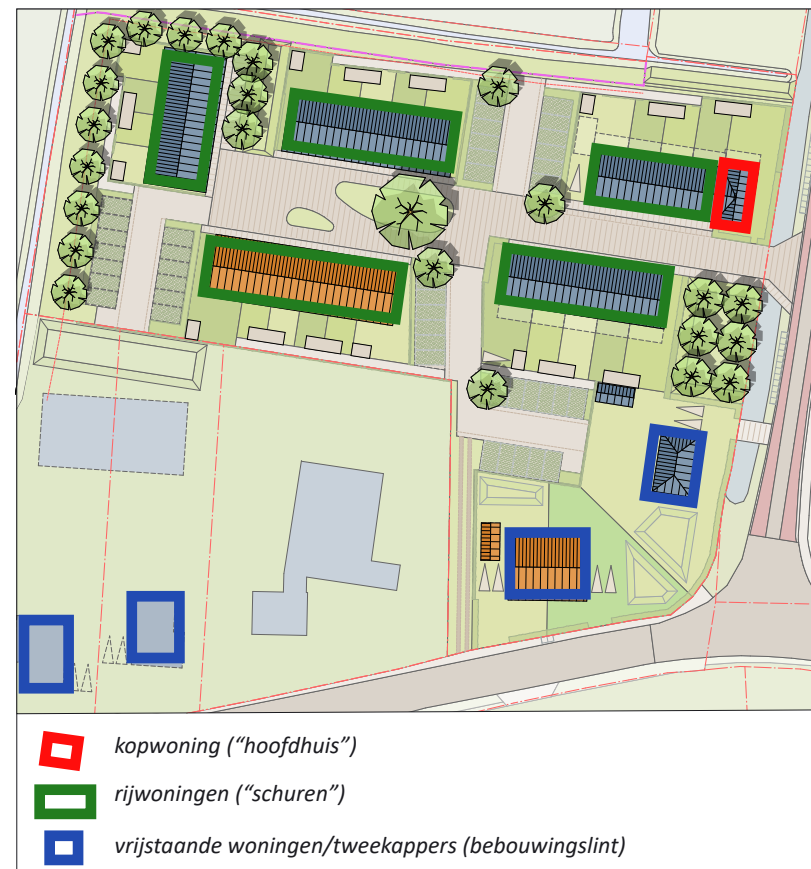 kopwoning (“hoofdhuis”)
rijwoningen (“schuren”)
vrijstaande woningen/tweekappers (bebouwingslint)